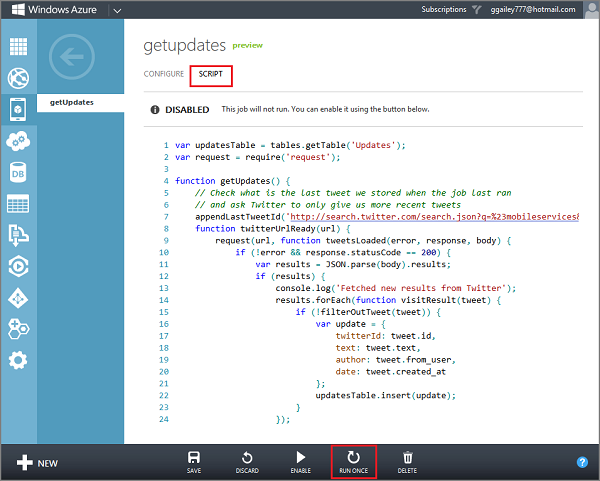 Windows Azure
Subscriptions
ggailey777@hotmail.com
getupdates preview
CONFIGURE SCRIPT
getUpdates
DISABLED This job will not run. You can enable it using the button below.
1 var updatesTable = tables.getTable('Updates');
2 var request = require('request');
3
4 function getUpdates() {
5 // Check what is the last tweet we stored when the job last ran
6 // and ask Twitter to only give us more recent tweets
7 appendLastTweetId('http://search.twitter.com/search.json?q=%23mobileservices&
8 function twitterUrlReady(url) {
9 request(url, function tweetsLoaded(error, response, body) {
10 if (!error && response.statusCode == 200) {
11 var results = JSON.parse(body).results;
12 if (results) {
13 console.log('Fetched new results from Twitter');
14 results.forEach(function visitResult(tweet) {
15 if (!filterOutTweet(tweet)) {
16 var update = {
17 twitterId: tweet.id,
18 text: tweet.text,
19 author: tweet.from_user,
20 date: tweet.created_at
21 };
22 updatesTable.insert(update);
23 }
24 });
DB
NEW
SAVE
DISCARD
ENABLE
RUN ONCE
DELETE
?